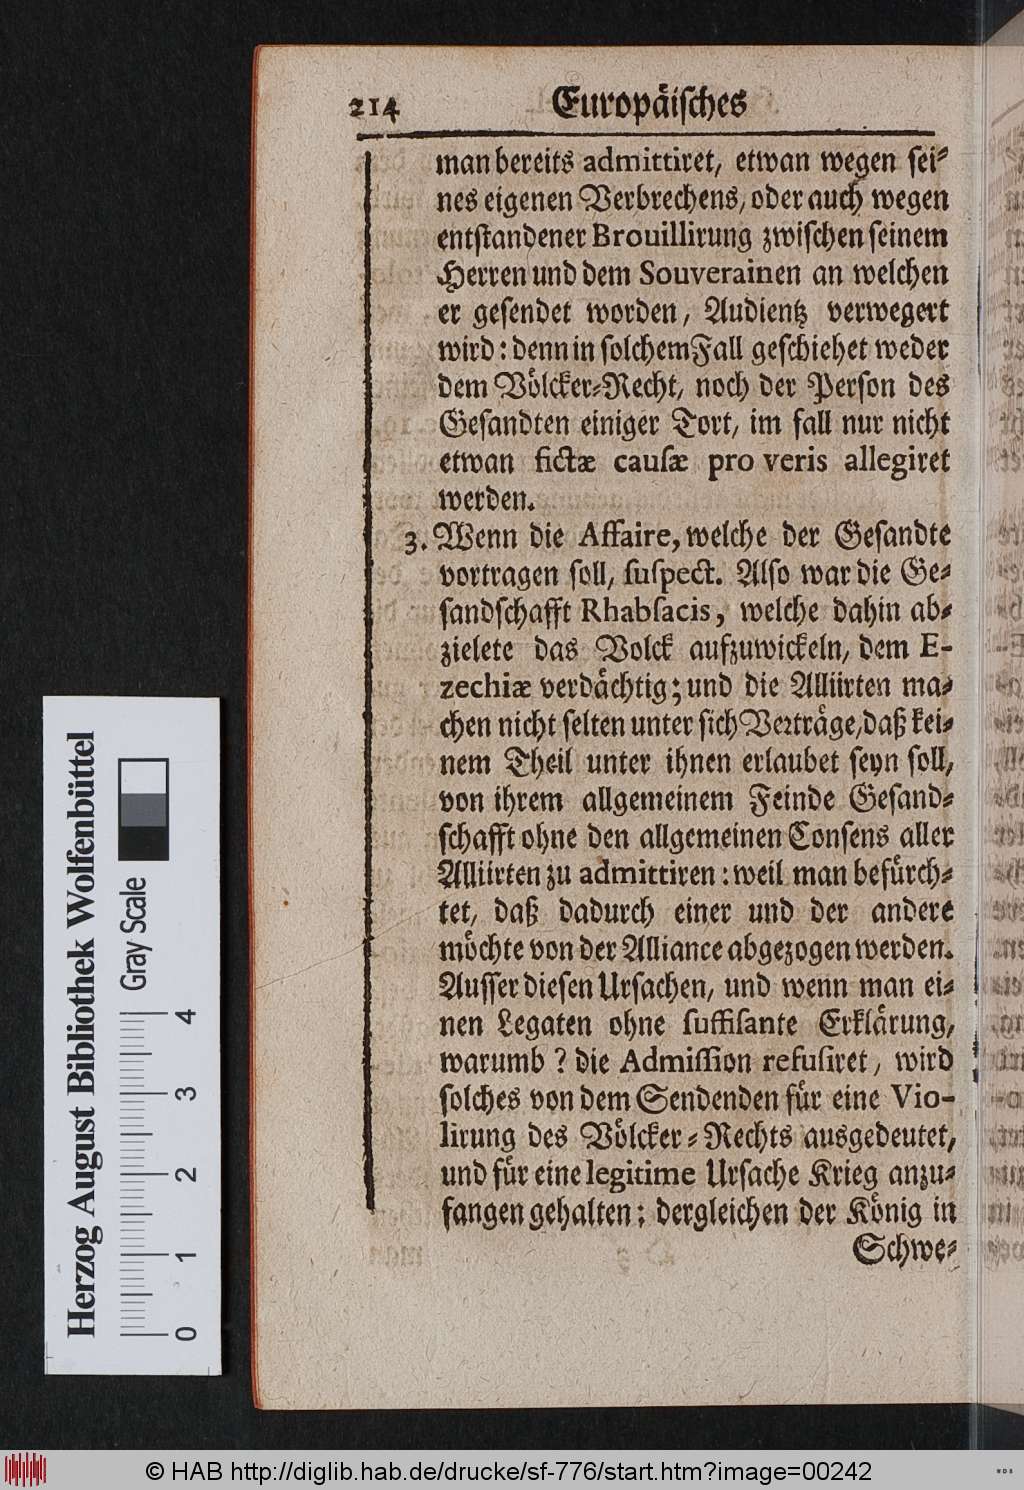 214 Europäisches
man bereits admittiret, etwan wegen sei-
nes eigenen Verbrechens, oder auch wegen
entstandener Brouillirung zwischen seinem
Herren und dem Souverainen an welchen
er gesendet worden, Audientz verwegert
wird: denn in solchem Fall geschiehet weder
dem Völcker-Recht, noch der Person des
Gesandten einiger Tort, im fall nur nicht
etwan fictæ causæ pro veris allegiret
werden.
3. Wenn die Affaire, welche der Gesandte
vortragen soll, suspect. Also war die Ge-
sandschafft Rhabsacis, welche dahin ab-
zielete das Volck aufzuwickeln, dem E-
zechiæ verdächtig; und die Alliirten ma-
chen nicht selten unter sich Verträge, daß kei-
nem Theil unter ihnen erlaubet seyn soll,
von ihrem allgemeinem Feinde Gesand-
schafft ohne den allgemeinen Consens aller
Alliirten zu admittiren: weil man befürch-
tet, daß dadurch einer und der andere
möchte von der Alliance abgezogen werden.
Ausser diesen Ursachen, und wenn man ei-
nen Legaten ohne suffisante Erklärung,
warumb? die Admission refusiret, wird
solches von dem Sendenden für eine Vio-
lirung des Völcker-Rechts ausgedeutet,
und für eine legitime Ursache Krieg anzu-
fangen gehalten; dergleichen der König in
Schwe-
Herzog August Bibliothek Wolfenbüttel
Gray Scale
0 1 2 3 4
© HAB http://diglib.hab.de/drucke/sf-776/start.htm?image=00242